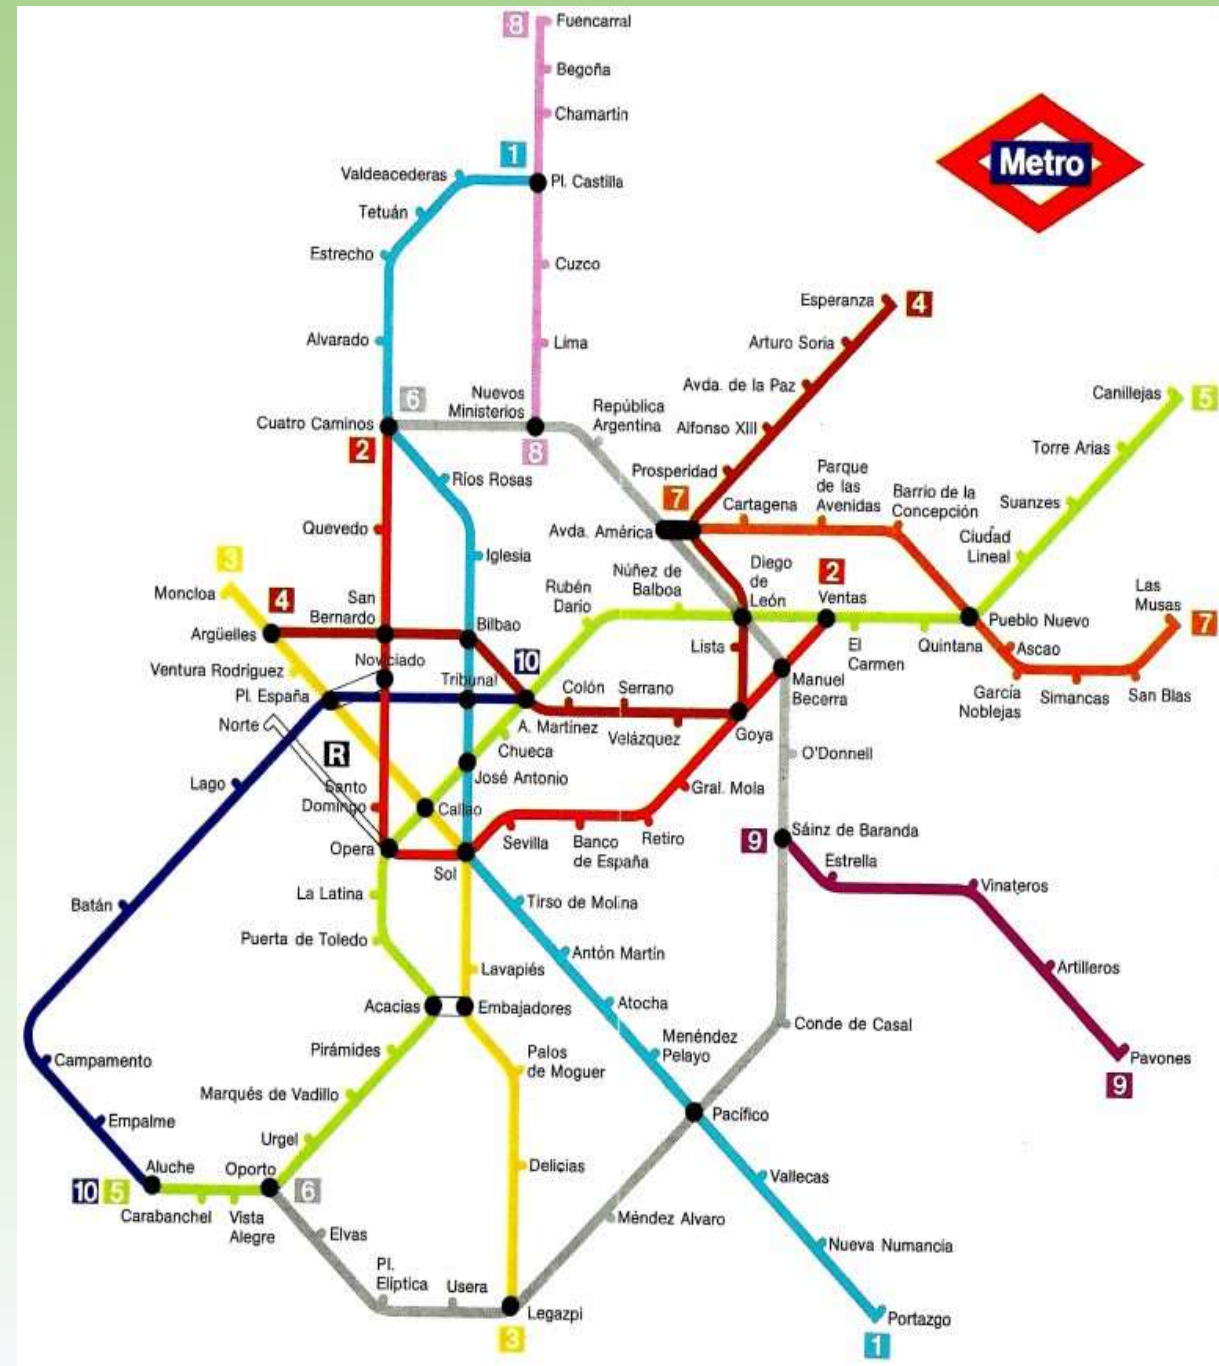 8
Fuencarral
Begoña
Chamartin
1
Valdeacederas
Pl. Castilla
Metro
Tetuán
Estrecho
Cuzco
Esperanza
4
Alvarado
Lima
Arturo Soria
Avda. de la Paz
Canillejas
5
6
Nuevos
Ministerios
República
Argentina
Cuatro Caminos
Alfonso XIII
2
8
Torre Arias
Ríos Rosas
Prosperidad
7
Parque
de las
Avenidas
Cartagena
Barrio de la
Concepción
Suanzes
Quevedo
Avda. América
Ciudad
Lineal
Iglesia
3
Moncloa
Núñez de
Balboa
Diego
de
León
2
Ventas
Rubén
Dario
Las
Musas
7
4
San
Bernardo
Argüelles
Bilbao
Pueblo Nuevo
Lista
El
Carmen
Quintana
Ascao
Noviciado
Ventura Rodriguez
10
Tribunal
Colón
Serrano
Manuel
Becerra
García
Noblejas
Simancas
San Blas
Pl. España
Norte
A. Martínez
Velázquez
Goya
Chueca
O'Donnell
R
Lago
José Antonio
Santo
Domingo
Callao
Gral. Mola
Opera
Sol
Sevilla
Banco
de España
Retiro
9
Sáinz de Baranda
Estrella
Vinateros
La Latina
Batán
Tirso de Molina
Puerta de Toledo
Antón Martín
Lavapiés
Artilleros
Acacias
Embajadores
Atocha
Conde de Casal
Menéndez
Pelayo
Pirámides
Palos
de Moguer
Campamento
Pavones
9
Marqués de Vadillo
Pacífico
Empalme
Urgel
Aluche
Oporto
Delicias
10
5
6
Vallecas
Carabanchel
Vista
Alegre
Elvas
Méndez Alvaro
Nueva Numancia
Pl.
Elíptica
Usera
Legazpi
3
Portazgo
1